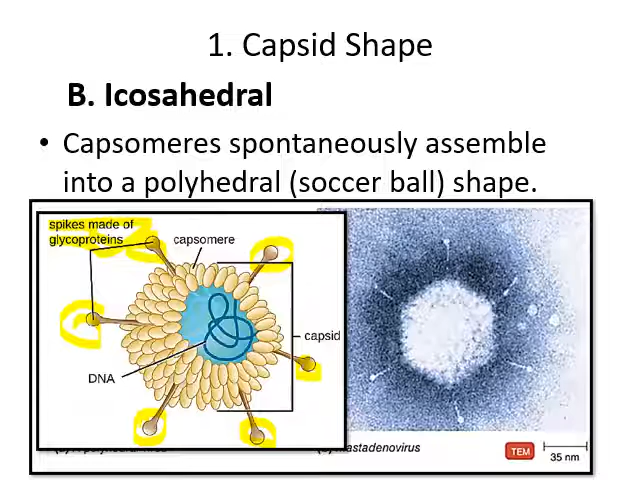 1. Capsid Shape
B. Icosahedral
• Capsomeres spontaneously assemble
into a polyhedral (soccer ball) shape.
spikes made of
glycoproteins
capsomere
capsid
DNA
TEM
35 nm